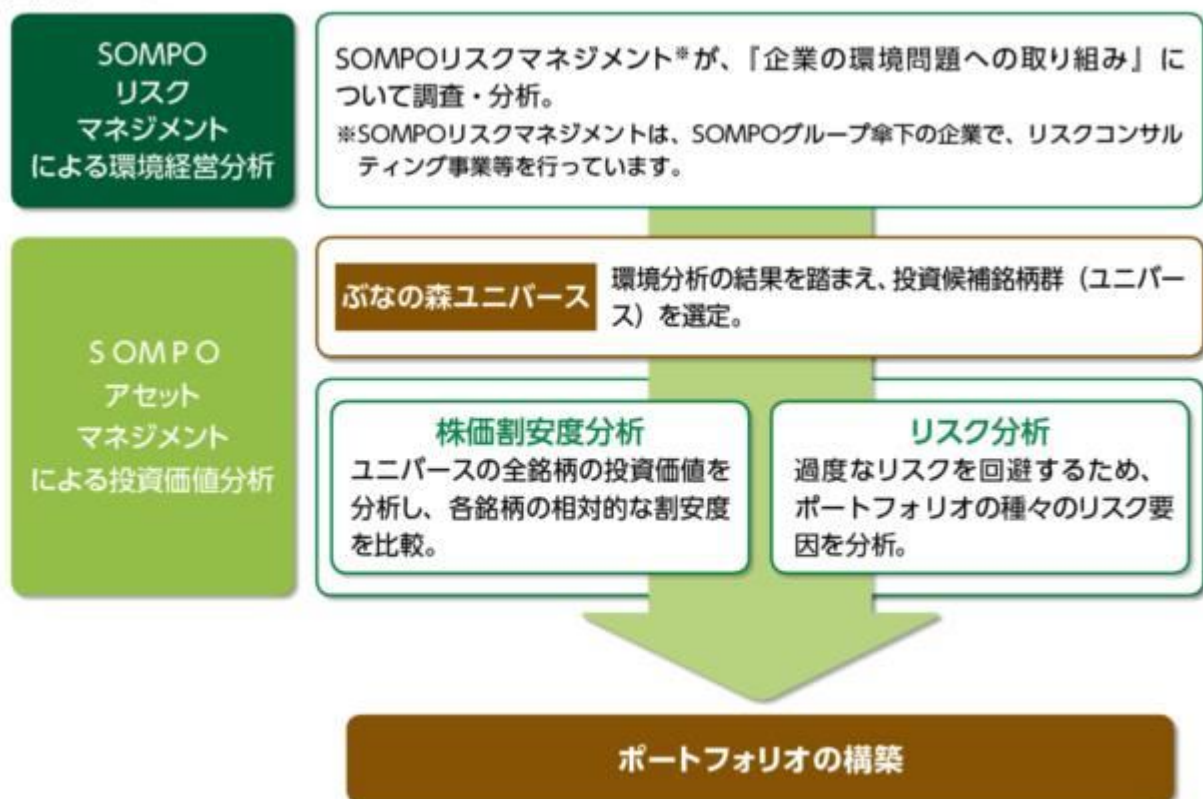 SOMPO
リスク
マネジメント
による環境経営分析
SOMPOリスクマネジメント※が、『企業の環境問題への取り組み』に
ついて調査・分析。
※SOMPOリスクマネジメントは、SOMPOグループ傘下の企業で、リスクコンサル
ティング事業等を行っています。
SOMPO
アセット
マネジメント
による投資価値分析
ぶなの森ユニバース
環境分析の結果を踏まえ、投資候補銘柄群（ユニバー
ス）を選定。
株価割安度分析
ユニバースの全銘柄の投資価値を
分析し、各銘柄の相対的な割安度
を比較。
リスク分析
過度なリスクを回避するため、
ポートフォリオの種々のリスク要
因を分析。
ポートフォリオの構築